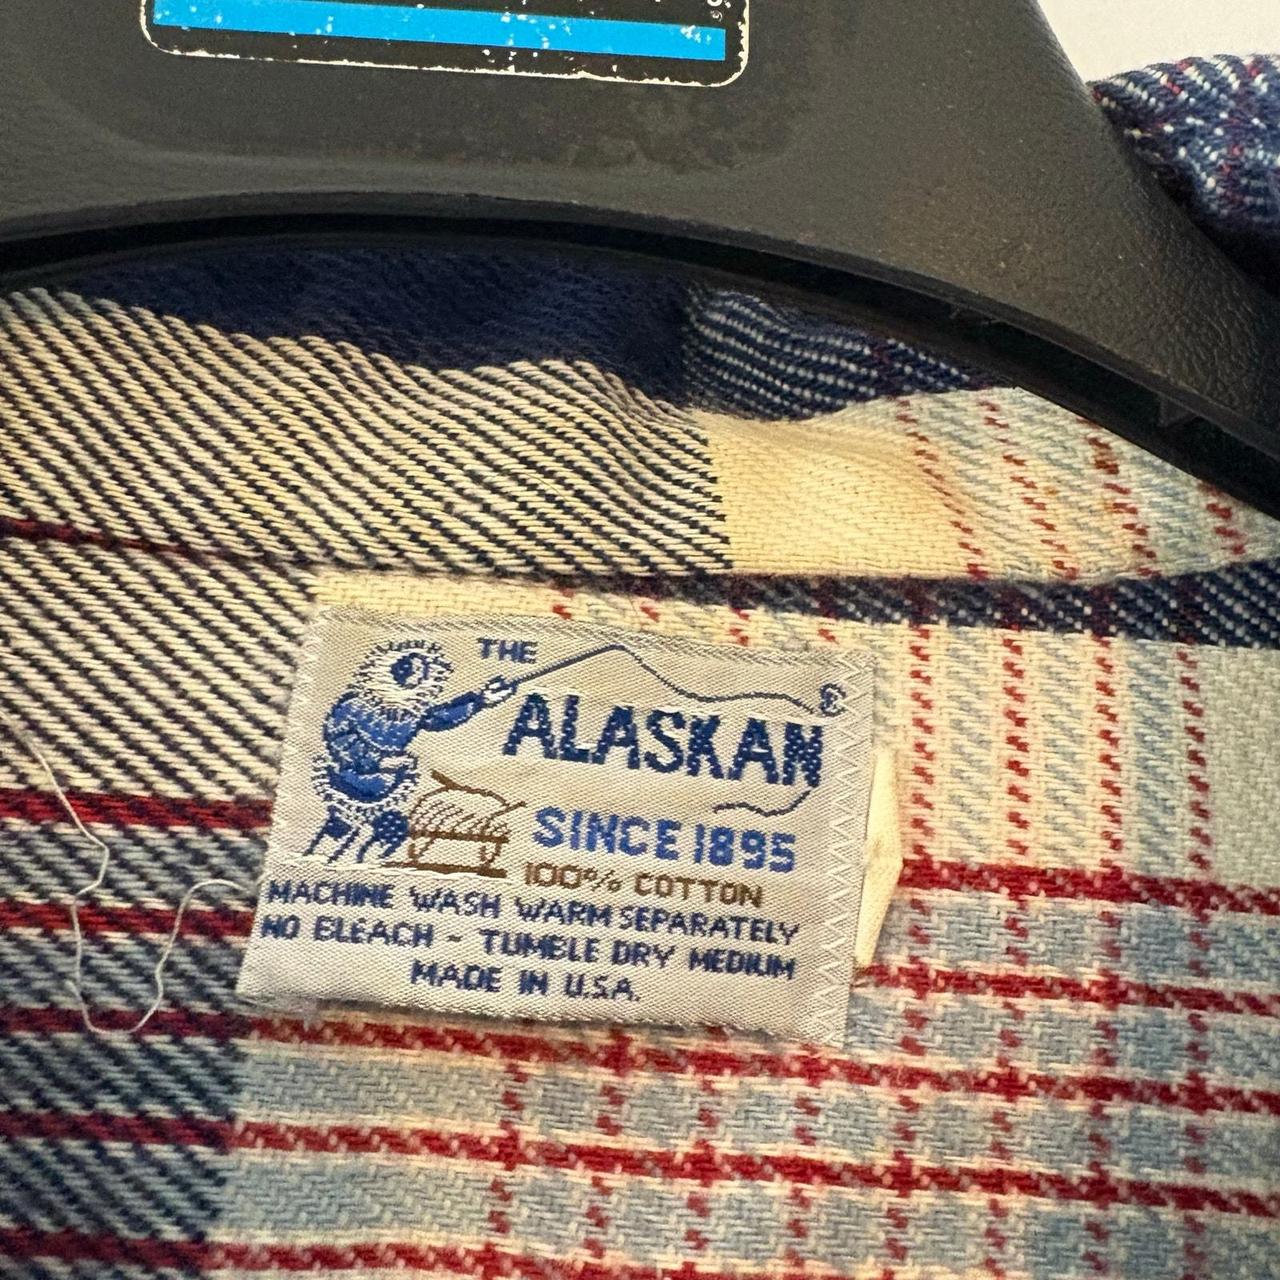 THE
ALASKAN
SINCE 1895
100% COTTON
MACHINE WASH WARM SEPARATELY
NO BLEACH - TUMBLE DRY MEDIUM
MADE IN U.S.A.